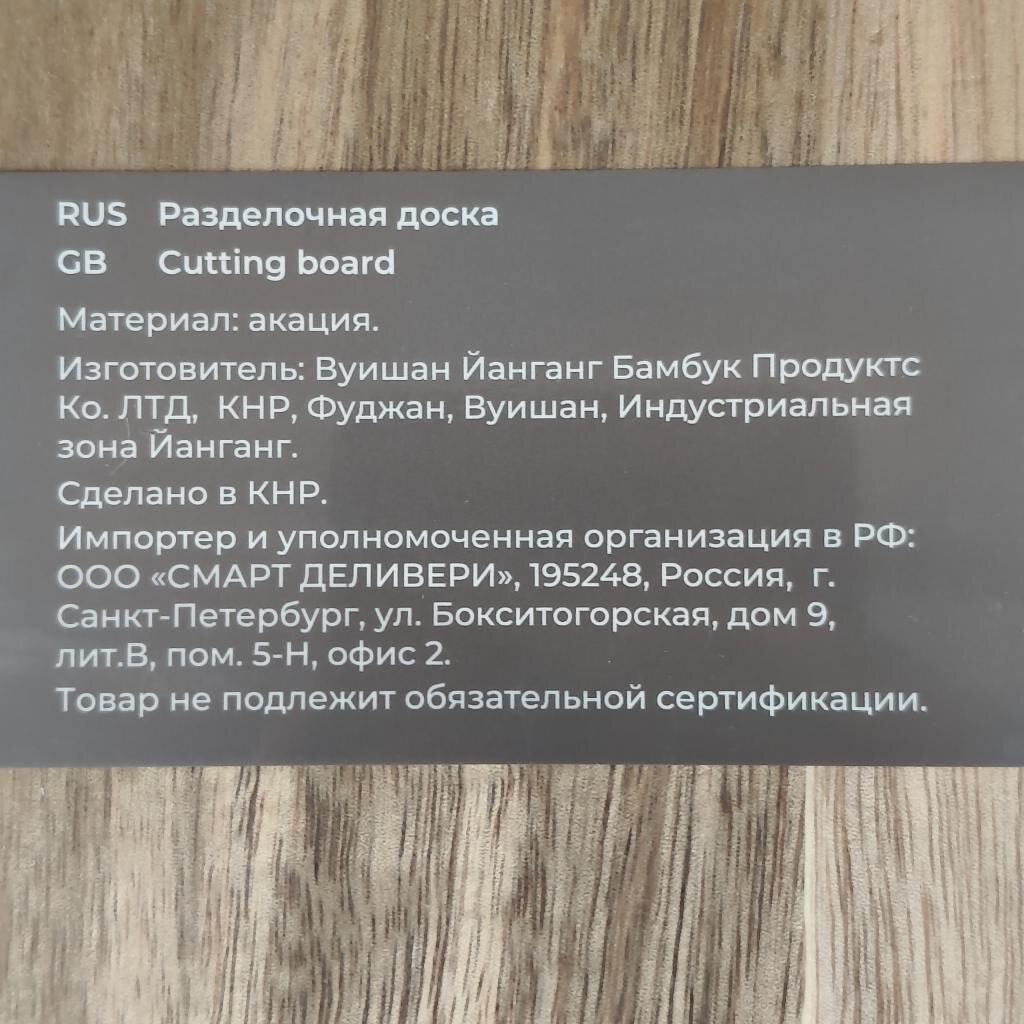 RUS Разделочная доска
GB Cutting board
Материал: акация.
Изготовитель: Вуишан Йанганг Бамбук Продуктс
Ко. ЛТД, КНР, Фуджан, Вуишан, Индустриальная
зона Йанганг.
Сделано в КНР.
Импортер и уполномоченная организация в РФ:
ООО «СМАРТ ДЕЛИВЕРИ», 195248, Россия, г.
Санкт-Петербург, ул. Бокситогорская, дом 9,
лит.В, пом. 5-Н, офис 2.
Товар не подлежит обязательной сертификации.